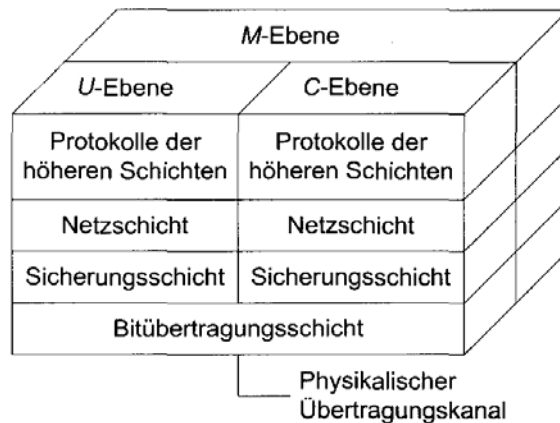 M-Ebene
U-Ebene
C-Ebene
Protokolle der
höheren Schichten
Protokolle der
höheren Schichten
Netzschicht
Netzschicht
Sicherungsschicht
Sicherungsschicht
Bitübertragungsschicht
Physikalischer
Übertragungskanal